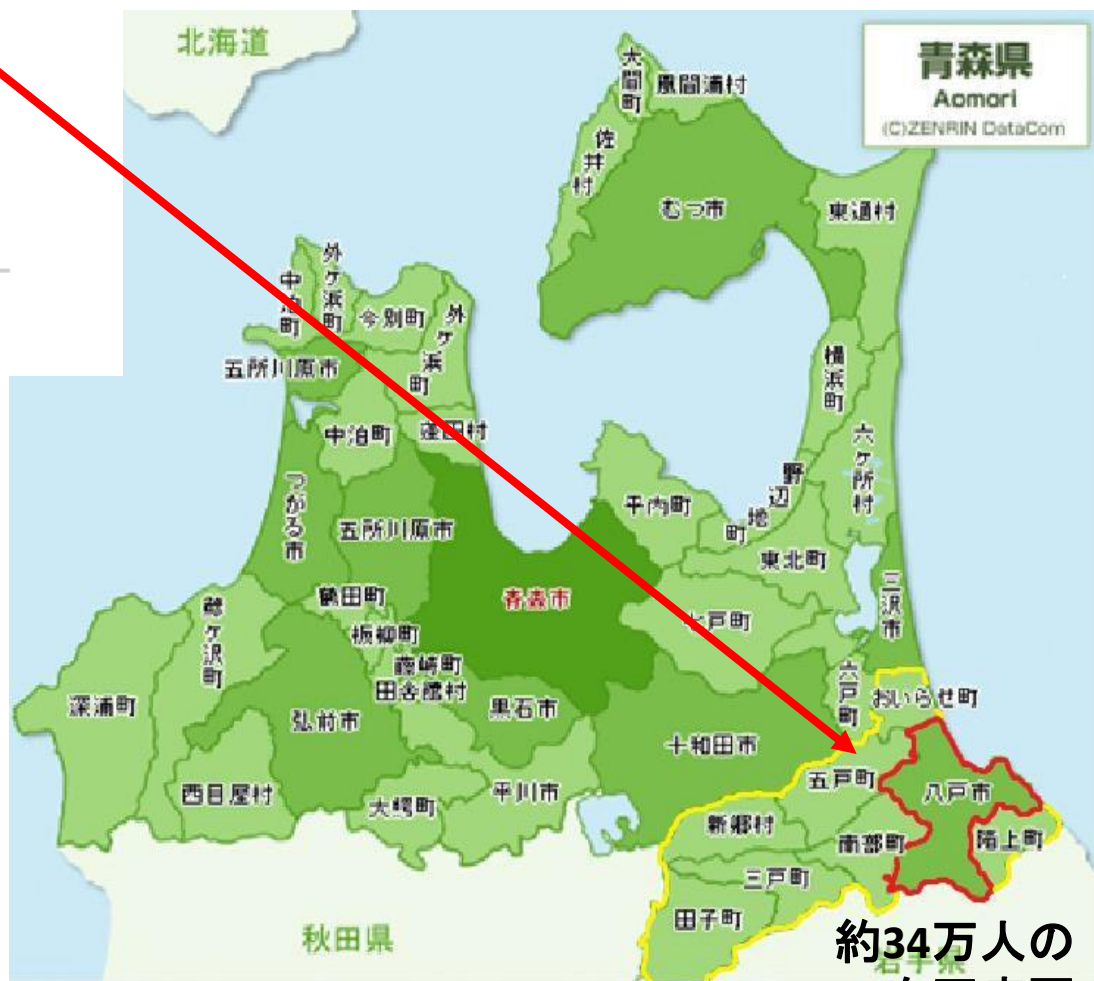 北海道
青森県
Aomori
(C)ZENRIN DataCom
大間町
風間浦村
佐井村
むつ市
東通村
外ヶ浜町
中泊町
今別町
外ヶ浜町
五所川原市
横浜町
中泊町
蓬田村
六ヶ所村
野辺地町
平内町
つがる市
五所川原市
東北町
三沢市
鶴田町
青森市
鰺ヶ沢町
七戸町
板柳町
藤崎町
田舎館村
六戸町
おいらせ町
深浦町
弘前市
黒石市
十和田市
五戸町
八戸市
西目屋村
大鰐町
平川市
新郷村
南部町
階上町
三戸町
田子町
秋田県
約34万人の
岩手県